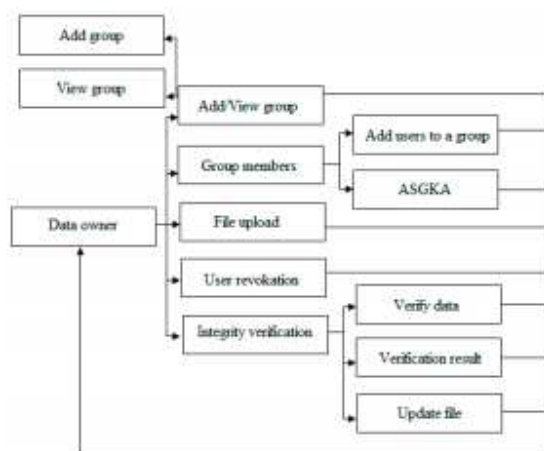 Add group
View group
Add/View group
Add users to a group
Group members
ASGKA
Data owner
File upload
User revokation
Verify data
Integrity verification
Verification result
Update file